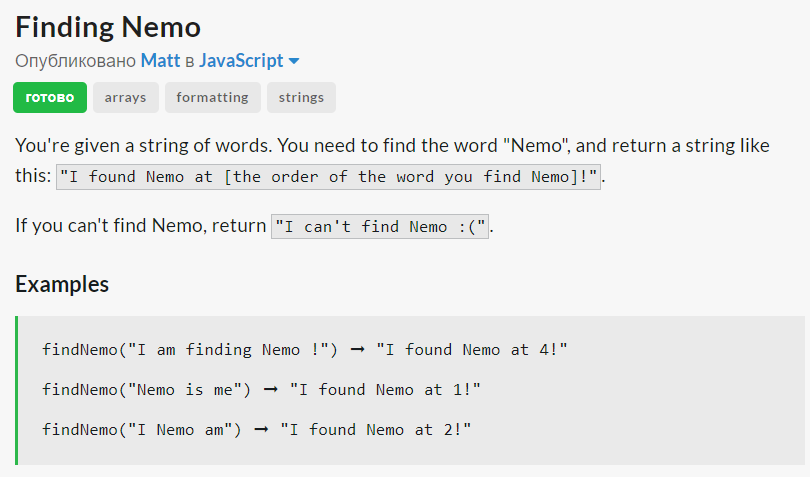 Finding Nemo
Опубликовано Matt в JavaScript
готово arrays formatting strings
You're given a string of words. You need to find the word "Nemo", and return a string like
this: "I found Nemo at [the order of the word you find Nemo]!".
If you can't find Nemo, return "I can't find Nemo :(".
Examples
findNemo("I am finding Nemo !") ➞ "I found Nemo at 4!"
findNemo("Nemo is me") ➞ "I found Nemo at 1!"
findNemo("I Nemo am") ➞ "I found Nemo at 2!"